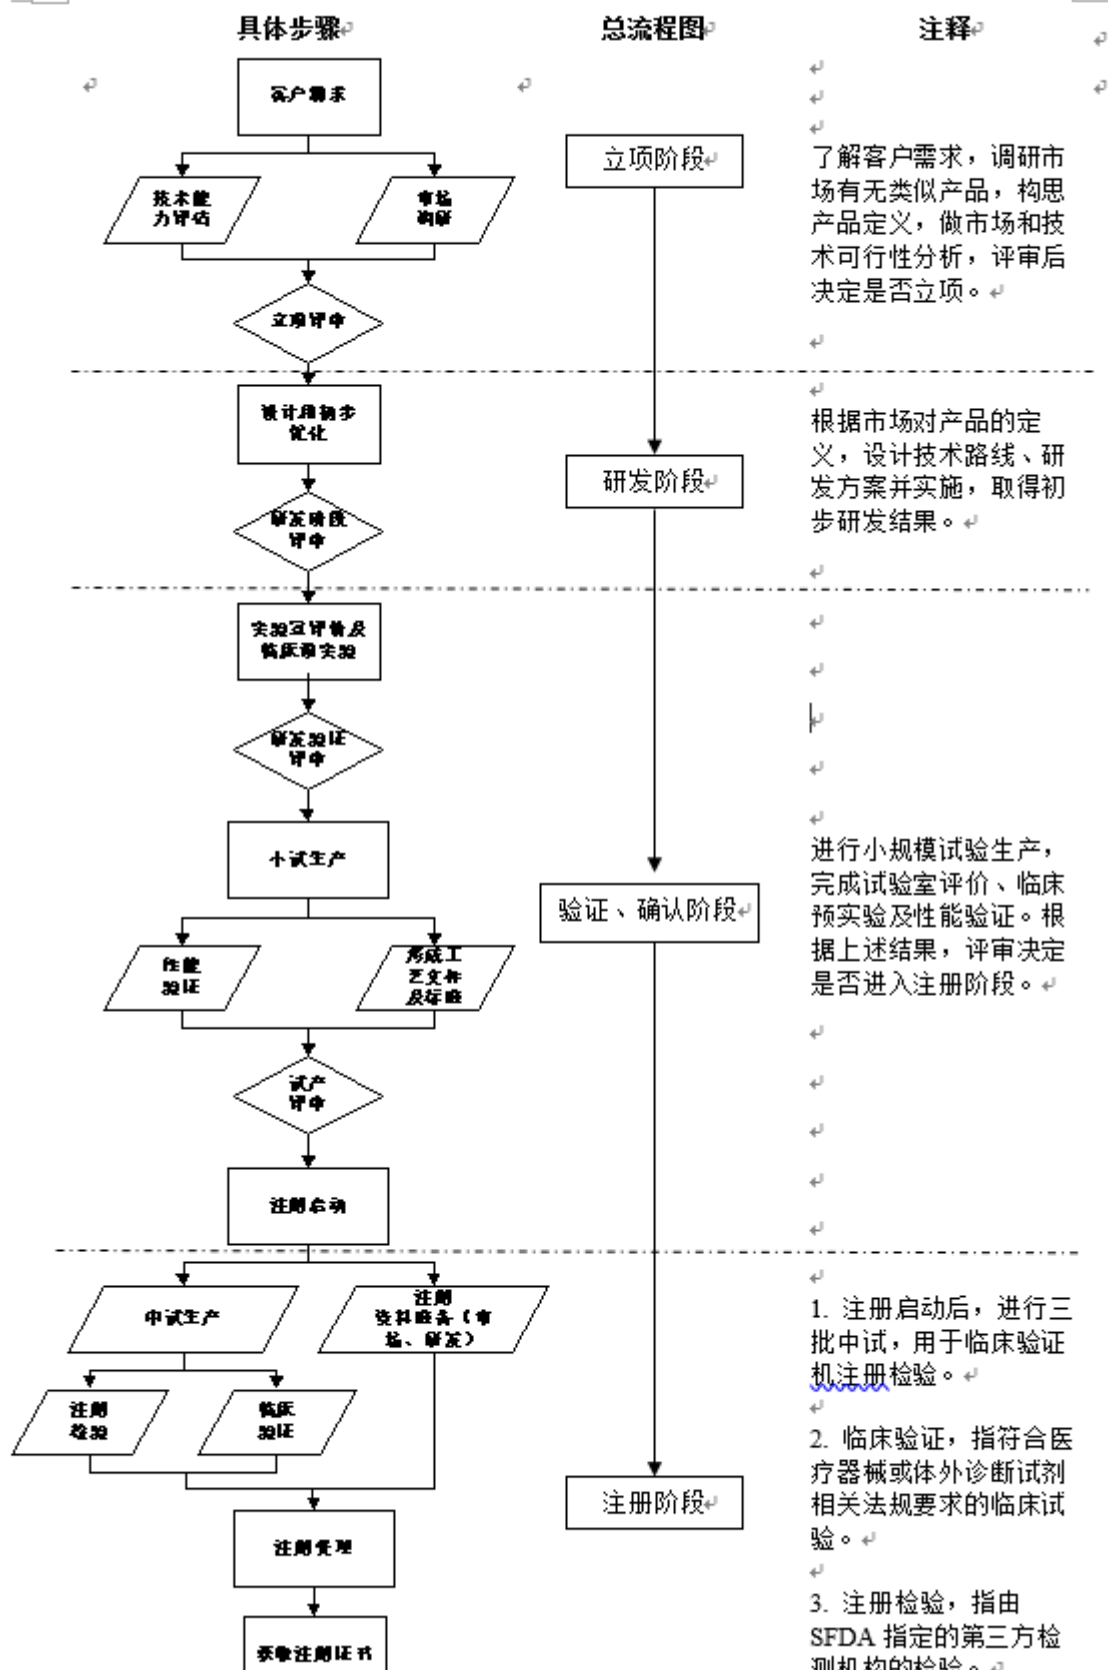 具体步骤
总流程图
注释
客户需求
立项阶段
了解客户需求，调研市
场有无类似产品，构思
产品定义，做市场和技
术可行性分析，评审后
决定是否立项。
技术能
力评估
市场
调研
立项评审
设计和初步
优化
研发阶段
根据市场对产品的定
义，设计技术路线、研
发方案并实施，取得初
步研发结果。
研发阶段
评审
实验室评价及
临床预实验
研发验证
评审
小试生产
验证、确认阶段
进行小规模试验生产，
完成试验室评价、临床
预实验及性能验证。根
据上述结果，评审决定
是否进入注册阶段。
性能
验证
形成工
艺文件
及标准
试产
评审
注册启动
中试生产
注册
资料准备（市
场、研发）
1. 注册启动后，进行三
批中试，用于临床验证
机注册检验。
注册
检验
临床
验证
2. 临床验证，指符合医
疗器械或体外诊断试剂
相关法规要求的临床试
验。
注册阶段
注册受理
3. 注册检验，指由
SFDA 指定的第三方检
测机构的检验。
获取注册证书